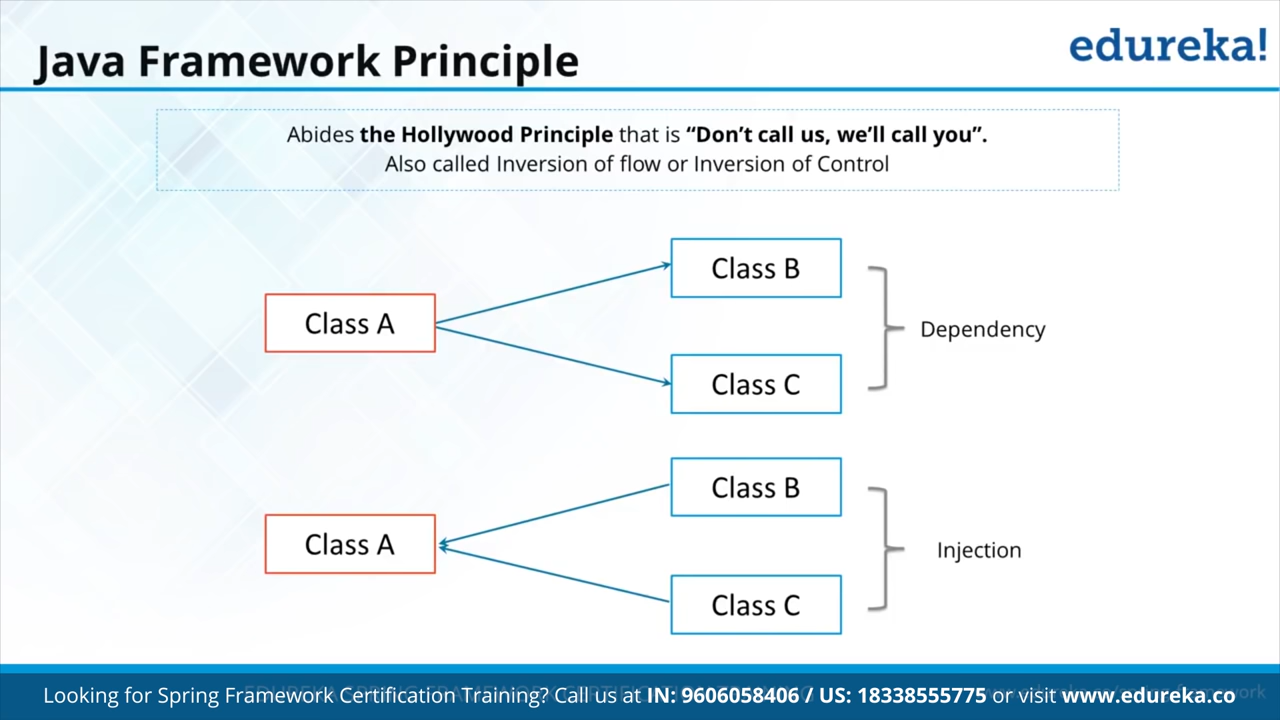 Java Framework Principle
edureka!
Abides the Hollywood Principle that is “Don’t call us, we’ll call you”.
Also called Inversion of flow or Inversion of Control
Class A
Class B
Class C
Dependency
Class A
Class B
Class C
Injection
Looking for Spring Framework Certification Training? Call us at IN: 9606058406 / US: 18338555775 or visit www.edureka.co